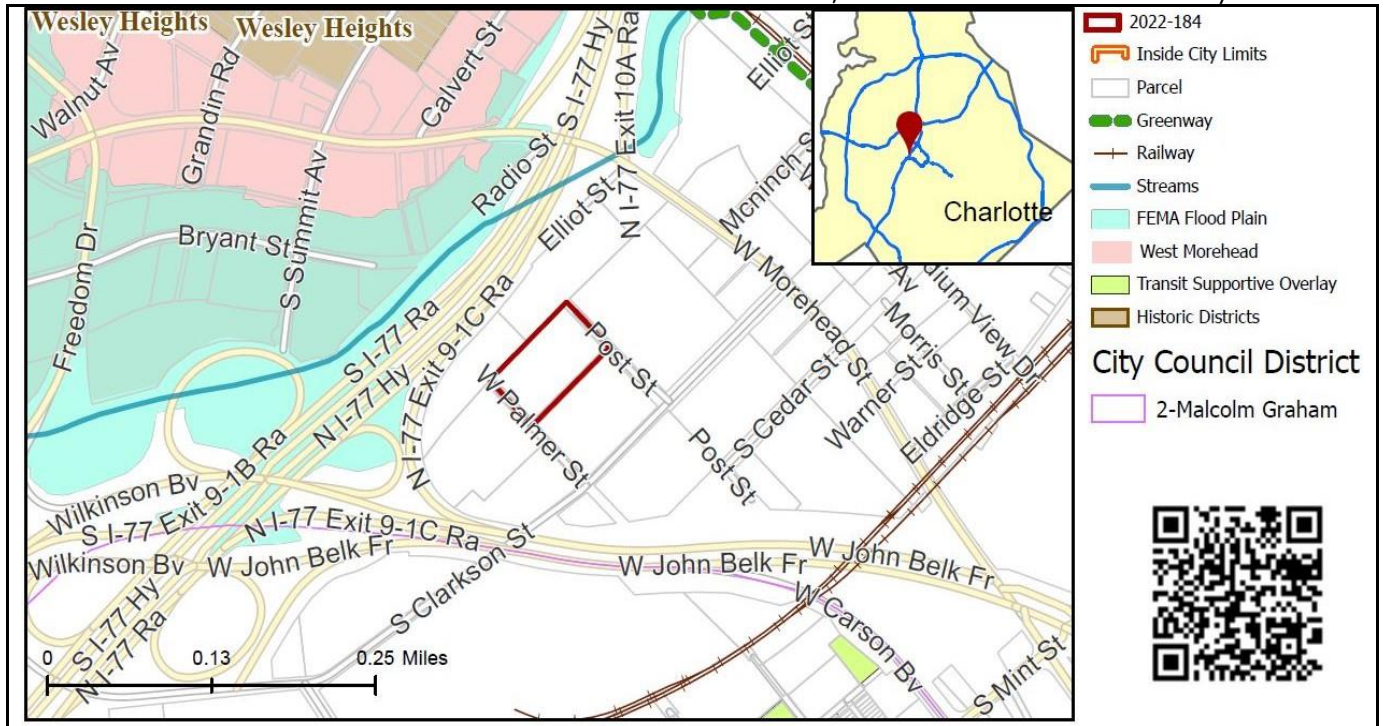 Wesley Heights
Wesley Heights
Walnut Av
Grandin Rd
Calvert St
S Summit Av
Bryant St
Freedom Dr
Radio St
S I-77 Hy
N I-77 Exit 10A Ra
Elliot St
Elliot St
Mcninch S
W Morehead St
S I-77 Ra
N I-77 Hy
N I-77 Exit 9-1C Ra
Post St
W Palmer St
Post St
S Cedar St
Warner St
Morris St
Eldridge St
dium View Dr
Av
Wilkinson Bv
S I-77 Exit 9-1B Ra
N I-77 Exit 9-1C Ra
Wilkinson Bv
W John Belk Fr
W John Belk Fr
W John Belk Fr
S Clarkson St
W Carson Bv
S Mint St
S I-77 Hy
N I-77 Ra
0 0.13 0.25 Miles
Charlotte
2022-184
Inside City Limits
Parcel
Greenway
Railway
Streams
FEMA Flood Plain
West Morehead
Transit Supportive Overlay
Historic Districts
City Council District
2-Malcolm Graham